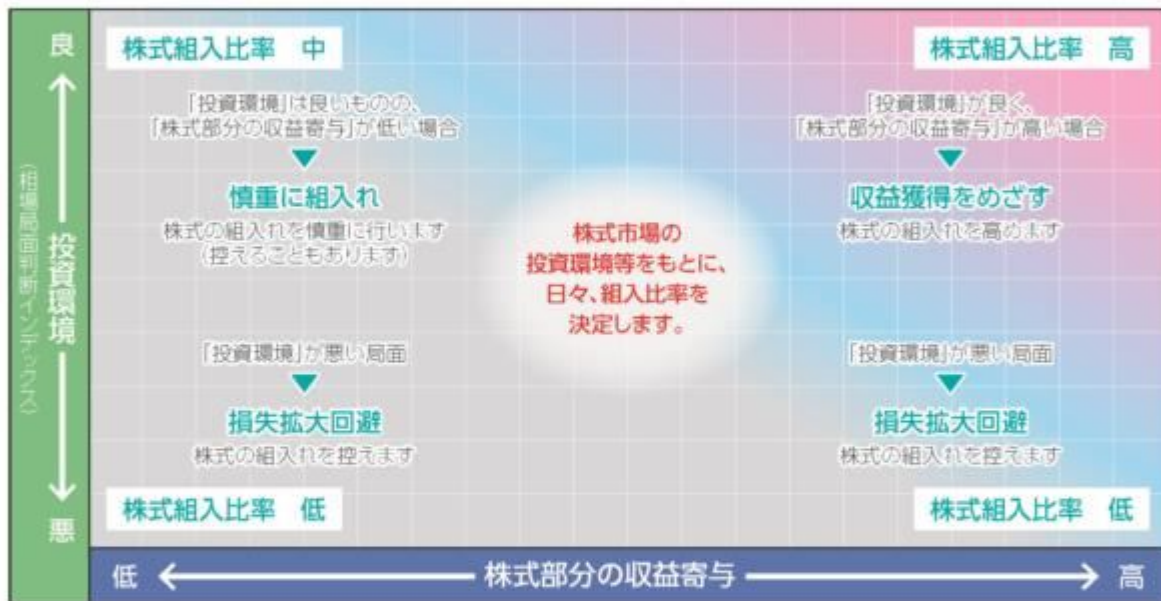 良
投資環境
(相場局面判断インデックス)
悪
株式組入比率 中
「投資環境」は良いものの、
「株式部分の収益寄与」が低い場合
▼
慎重に組入れ
株式の組入れを慎重に行います
(控えることもあります)
株式組入比率 高
「投資環境」が良く、
「株式部分の収益寄与」が高い場合
▼
収益獲得をめざす
株式の組入れを高めます
株式市場の
投資環境等をもとに、
日々、組入比率を
決定します。
「投資環境」が悪い局面
▼
損失拡大回避
株式の組入れを控えます
株式組入比率 低
「投資環境」が悪い局面
▼
損失拡大回避
株式の組入れを控えます
株式組入比率 低
低
株式部分の収益寄与
高